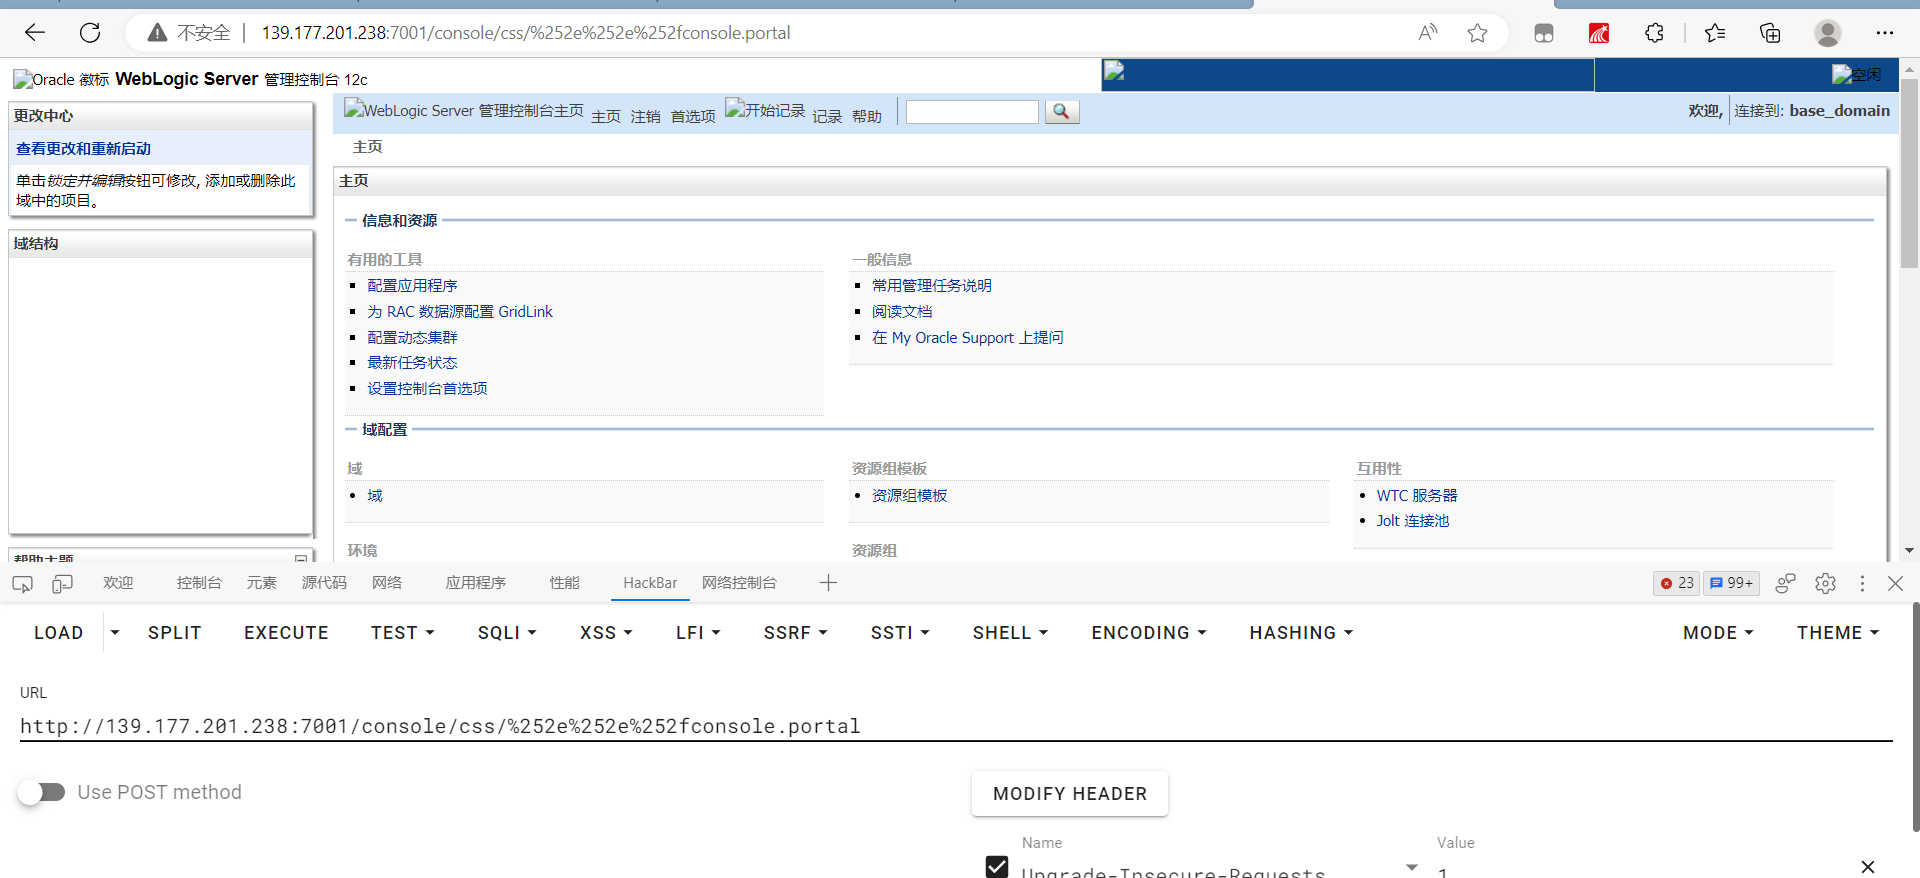 不安全
139.177.201.238:7001/console/css/%252e%252e%252fconsole.portal
Oracle 徽标 WebLogic Server 管理控制台 12c
空闲
更改中心
查看更改和重新启动
单击锁定并编辑按钮可修改, 添加或删除此
域中的项目。
域结构
帮助主题
WebLogic Server 管理控制台主页 主页 注销 首选项 开始记录 记录 帮助
欢迎, 连接到: base_domain
主页
主页
信息和资源
有用的工具
配置应用程序
为 RAC 数据源配置 GridLink
配置动态集群
最新任务状态
设置控制台首选项
一般信息
常用管理任务说明
阅读文档
在 My Oracle Support 上提问
域配置
域
域
资源组模板
资源组模板
互用性
WTC 服务器
Jolt 连接池
环境
资源组
欢迎 控制台 元素 源代码 网络 应用程序 性能 HackBar 网络控制台
23 99+
LOAD SPLIT EXECUTE TEST SQLI XSS LFI SSRF SSTI SHELL ENCODING HASHING MODE THEME
URL
http://139.177.201.238:7001/console/css/%252e%252e%252fconsole.portal
Use POST method
MODIFY HEADER
Name Value
Upgrade-Insecure-Requests 1